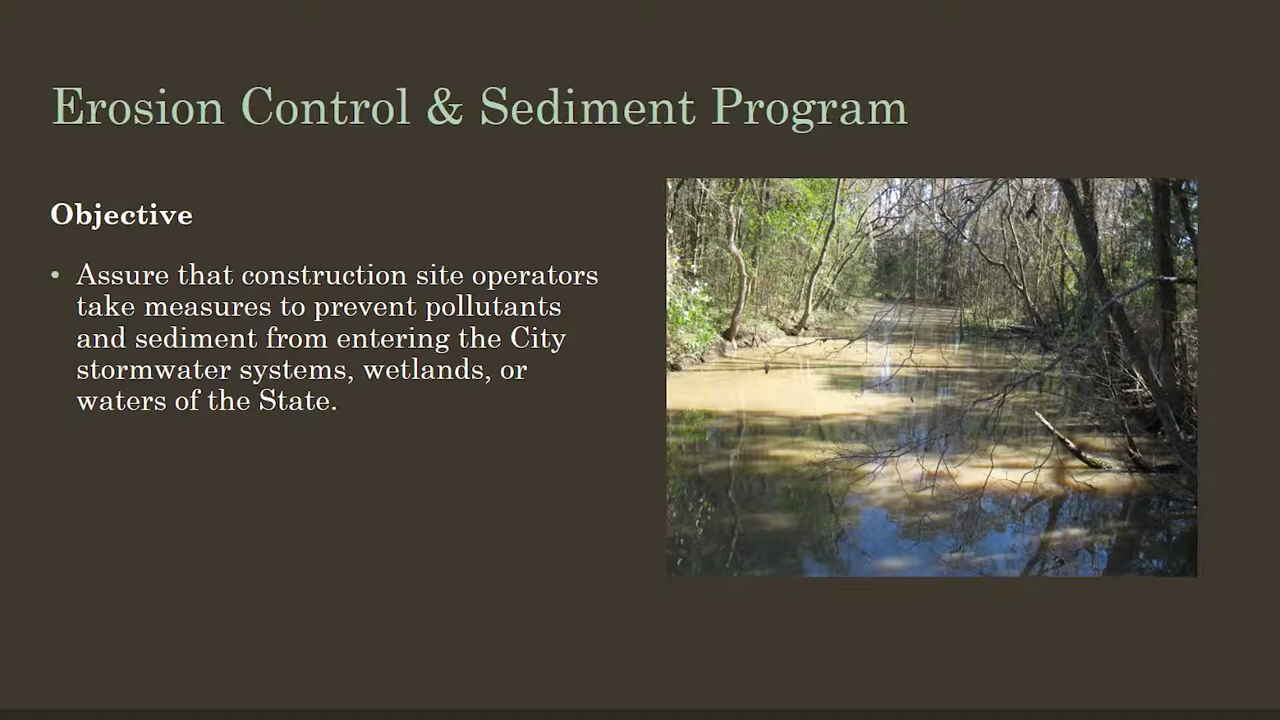 Erosion Control & Sediment Program
Objective
• Assure that construction site operators
take measures to prevent pollutants
and sediment from entering the City
stormwater systems, wetlands, or
waters of the State.